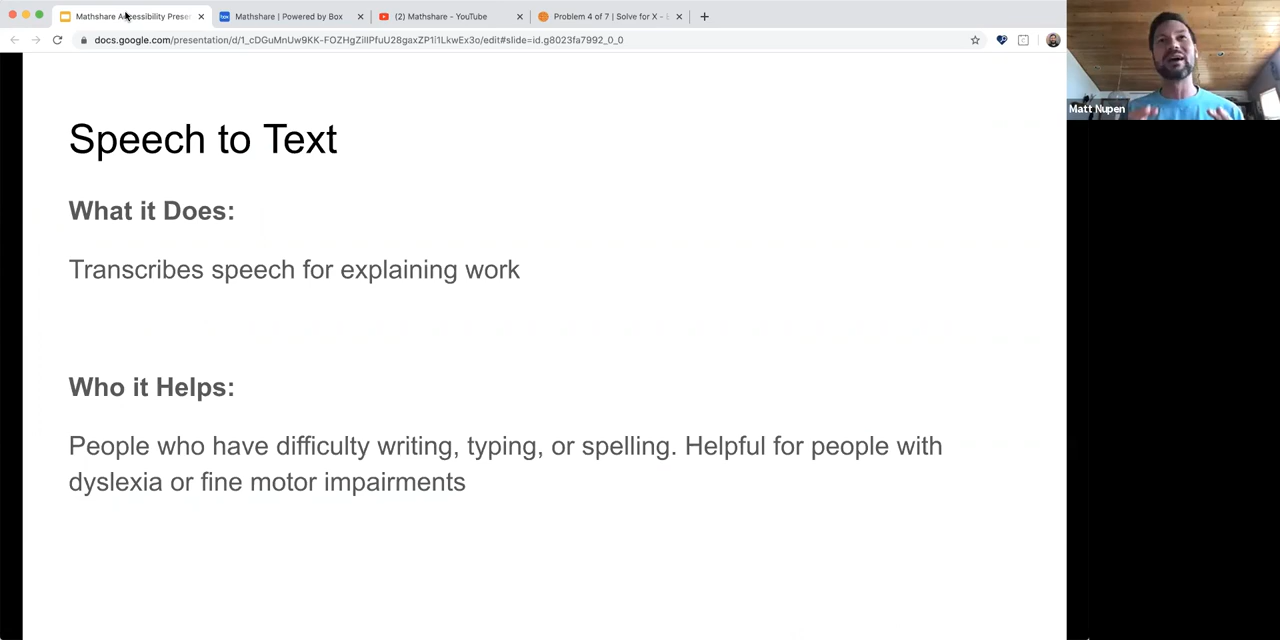 Mathshare Accessibility Presen
Mathshare | Powered by Box
(2) Mathshare - YouTube
Problem 4 of 7 | Solve for X -
docs.google.com/presentation/d/1_cDGuMnUw9KK-FOZHgZillPfuU28gaxZP1i1LkwEx3o/edit#slide=id.g8023fa7992_0_0
Matt Nupen
Speech to Text
What it Does:
Transcribes speech for explaining work
Who it Helps:
People who have difficulty writing, typing, or spelling. Helpful for people with
dyslexia or fine motor impairments